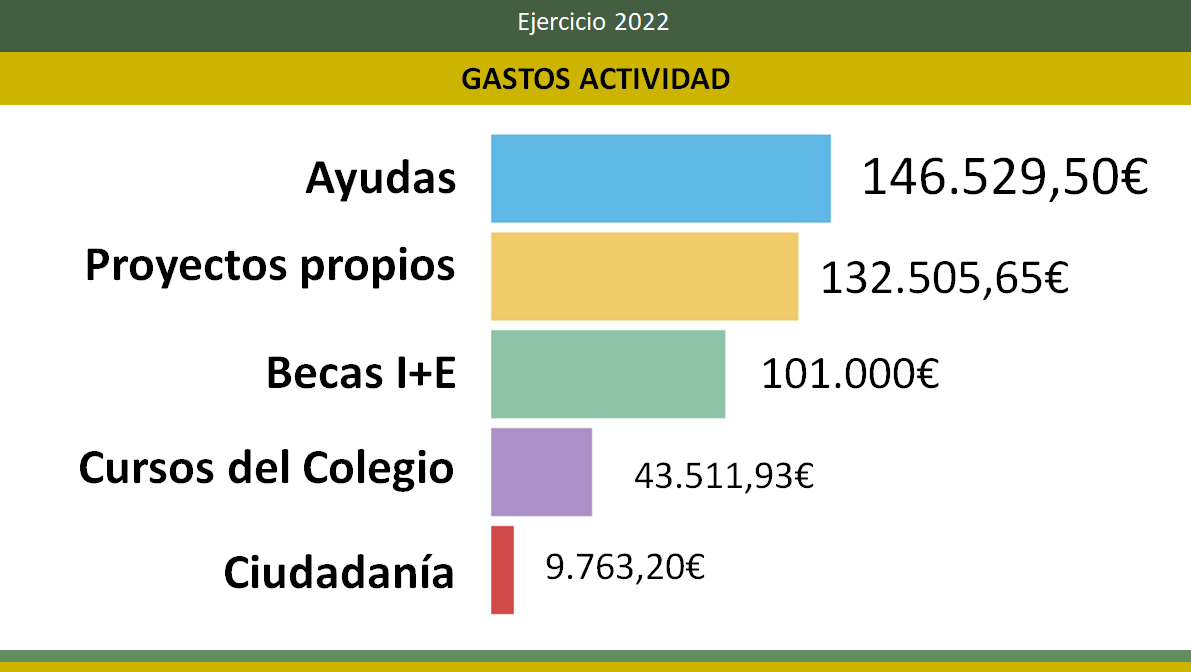 Ejercicio 2022
GASTOS ACTIVIDAD
Ayudas 146.529,50€
Proyectos propios 132.505,65€
Becas I+E 101.000€
Cursos del Colegio 43.511,93€
Ciudadanía 9.763,20€